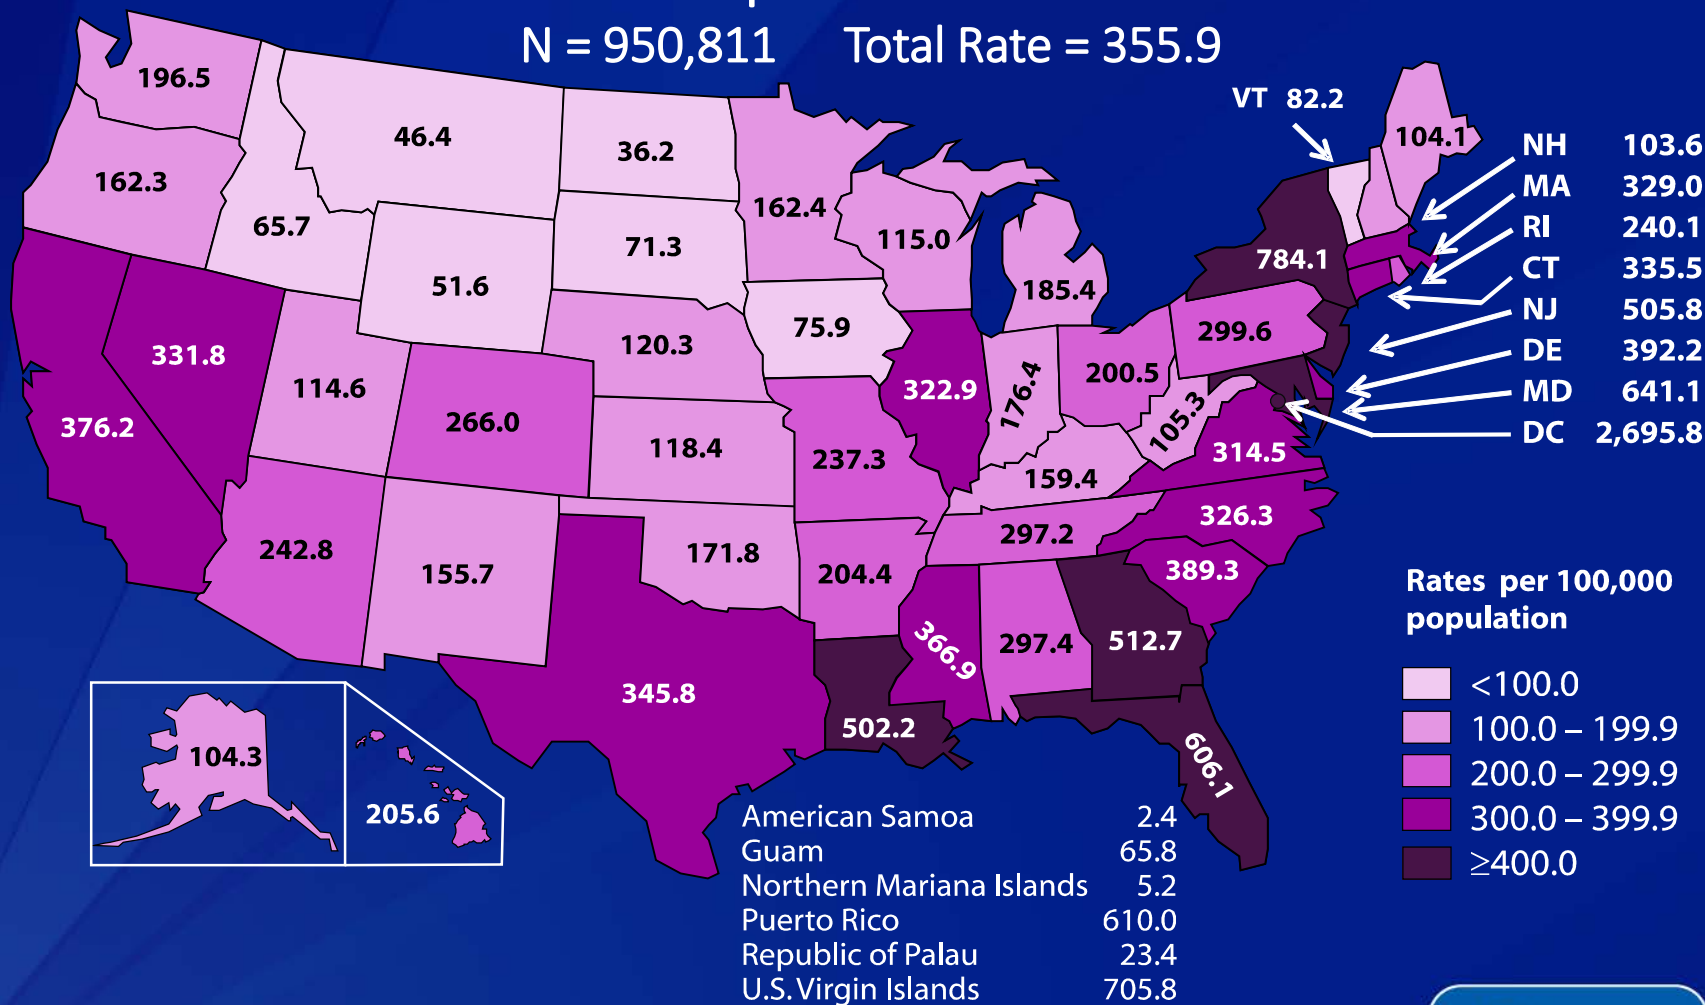 N = 950,811 Total Rate = 355.9
VT 82.2
196.5
46.4
36.2
104.1
NH 103.6
162.3
MA 329.0
162.4
65.7
RI 240.1
115.0
71.3
784.1
CT 335.5
51.6
185.4
NJ 505.8
75.9
299.6
331.8
120.3
DE 392.2
200.5
114.6
322.9
176.4
MD 641.1
376.2
266.0
105.3
DC 2,695.8
118.4
237.3
314.5
159.4
326.3
242.8
297.2
171.8
155.7
204.4
389.3
Rates per 100,000
population
366.9
297.4
512.7
345.8
<100.0
502.2
100.0 – 199.9
104.3
606.1
200.0 – 299.9
205.6
300.0 – 399.9
≥400.0
American Samoa 2.4
Guam 65.8
Northern Mariana Islands 5.2
Puerto Rico 610.0
Republic of Palau 23.4
U.S. Virgin Islands 705.8